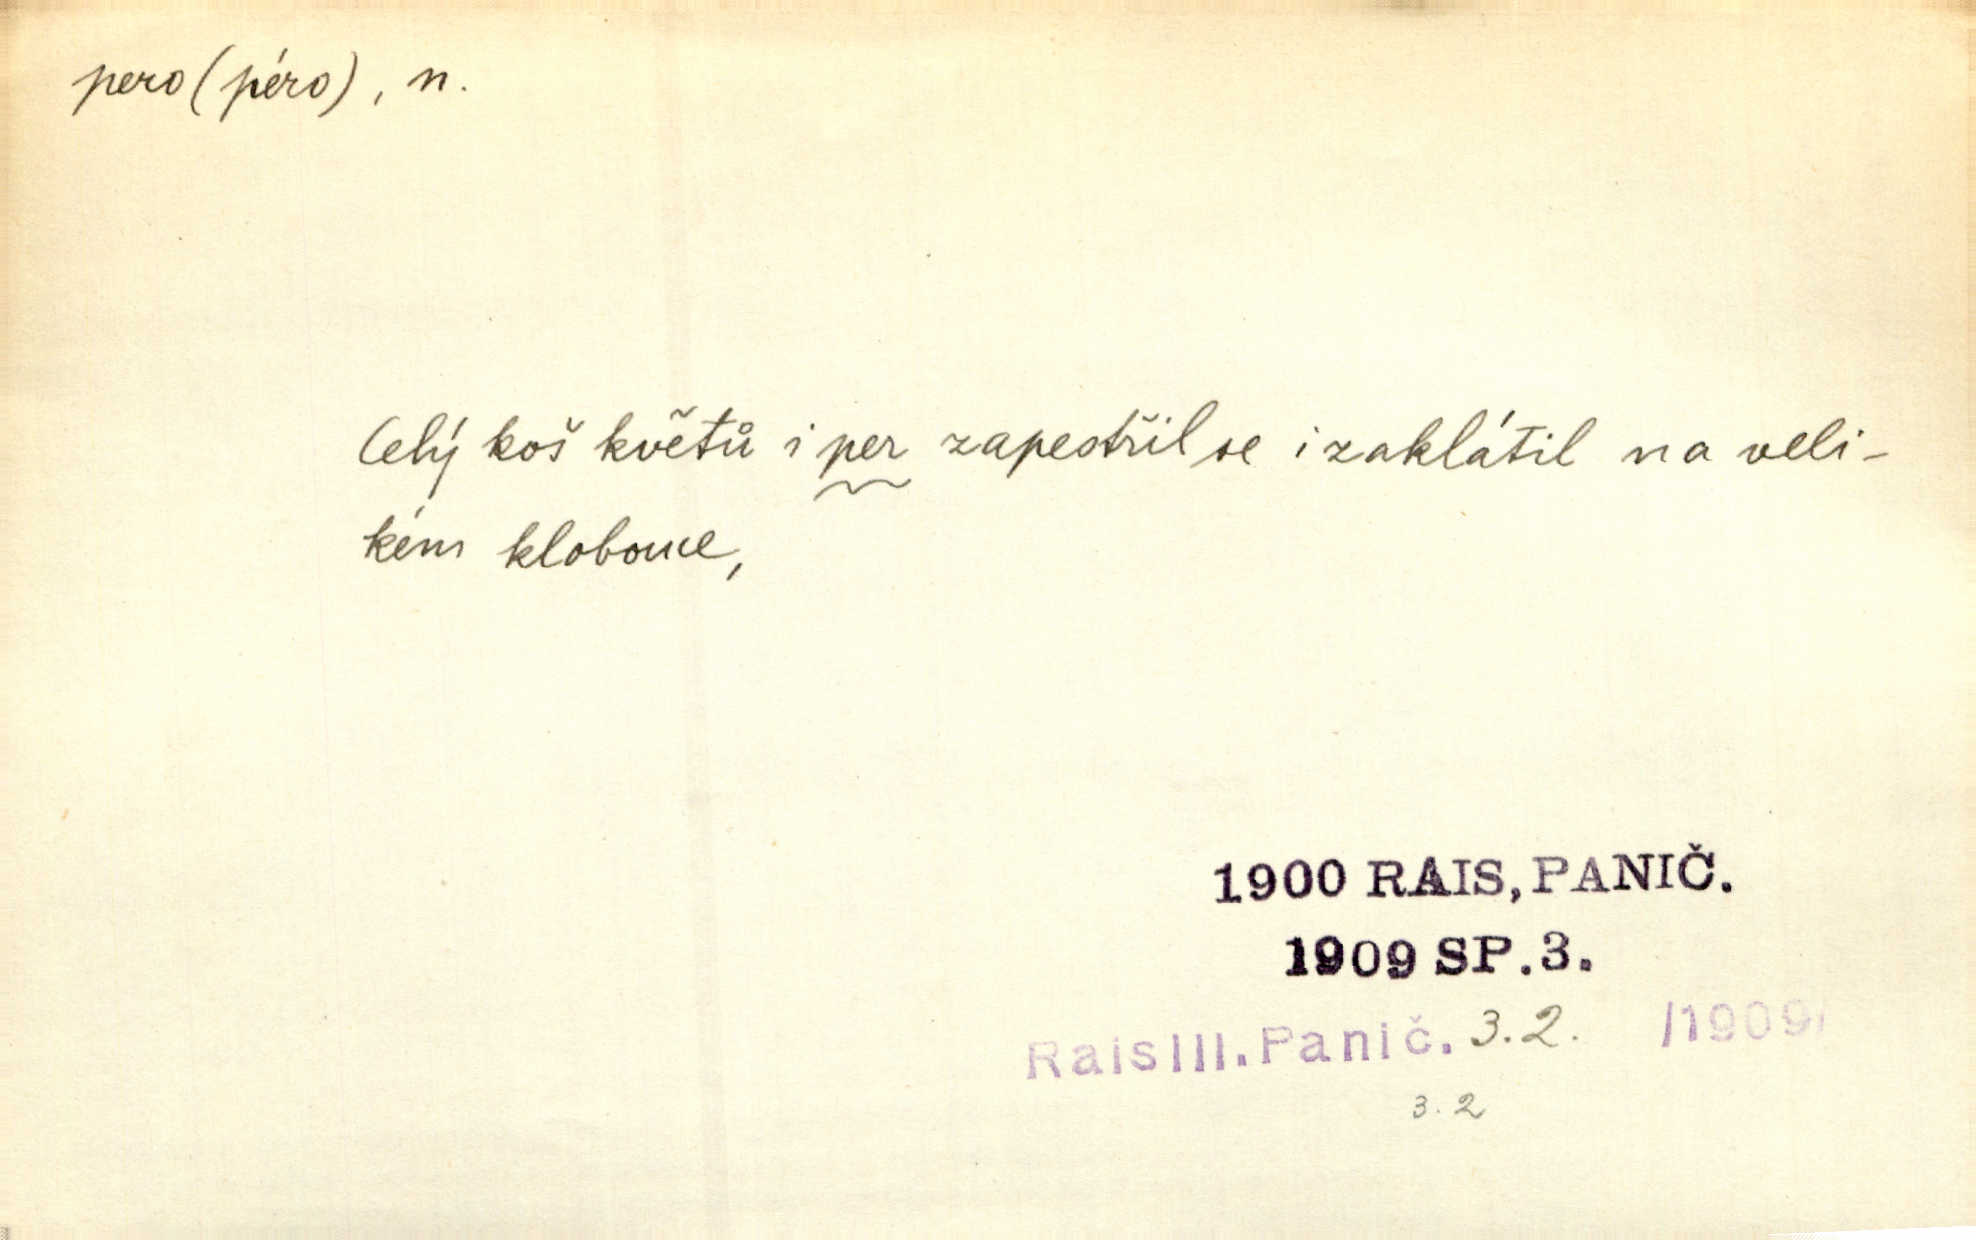 pero (péro), n.
Celý koš květů i per zapestřil se i zaklátil na veli-
kém klobouce,
1900 RAIS, PANIČ.
1909 SP. 3.
Rais III. Panič. 3.2. /1909/
3.2